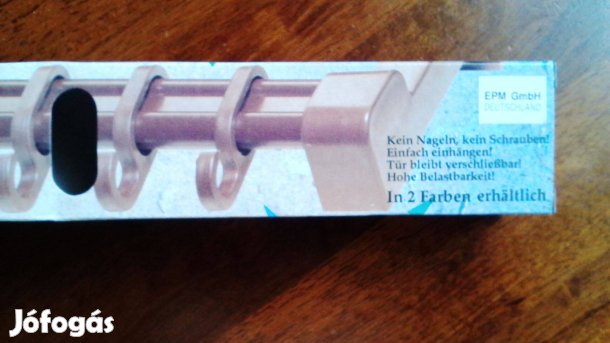 EPM GmbH
DEUTSCHLAND
Kein Nageln, kein Schrauben!
Einfach einhängen!
Tür bleibt verschließbar!
Hohe Belastbarkeit!
In 2 Farben erhältlich
Jófogás